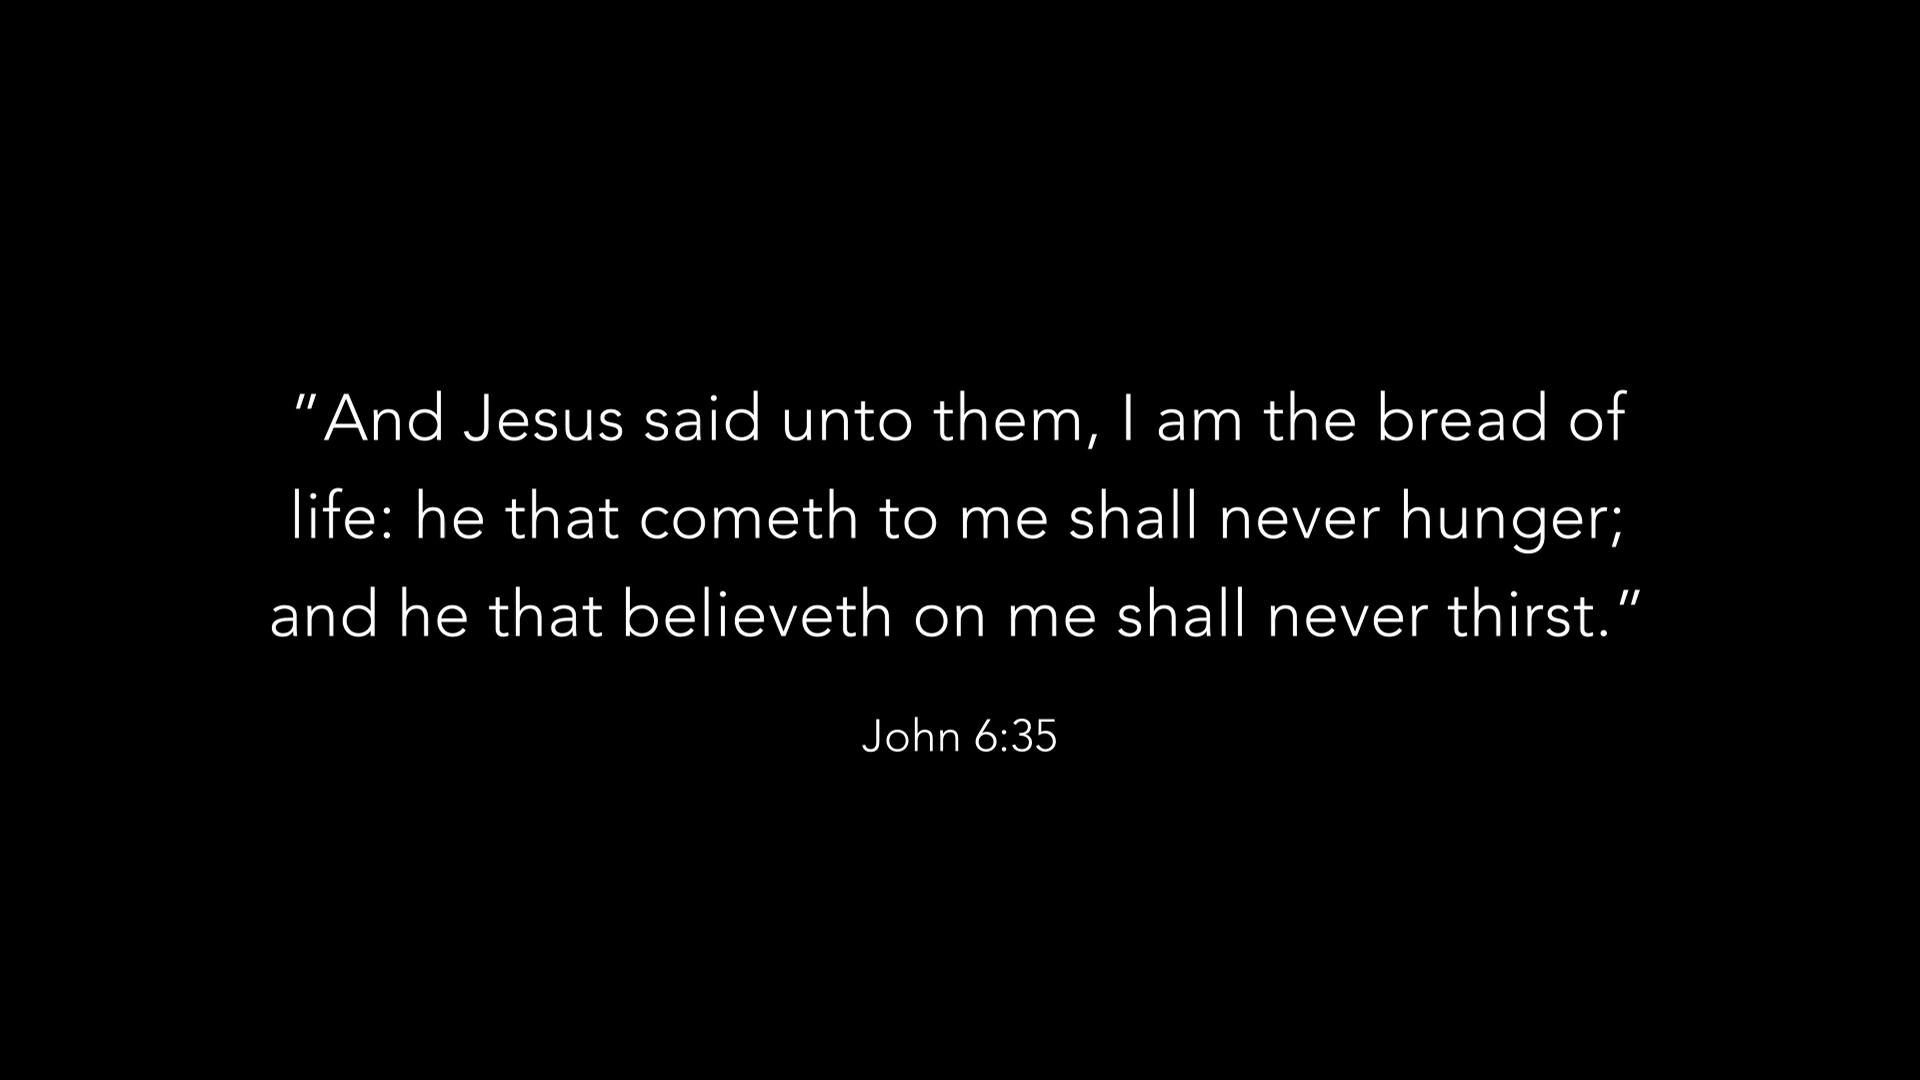 ”And Jesus said unto them, I am the bread of
life: he that cometh to me shall never hunger;
and he that believeth on me shall never thirst.”
John 6:35